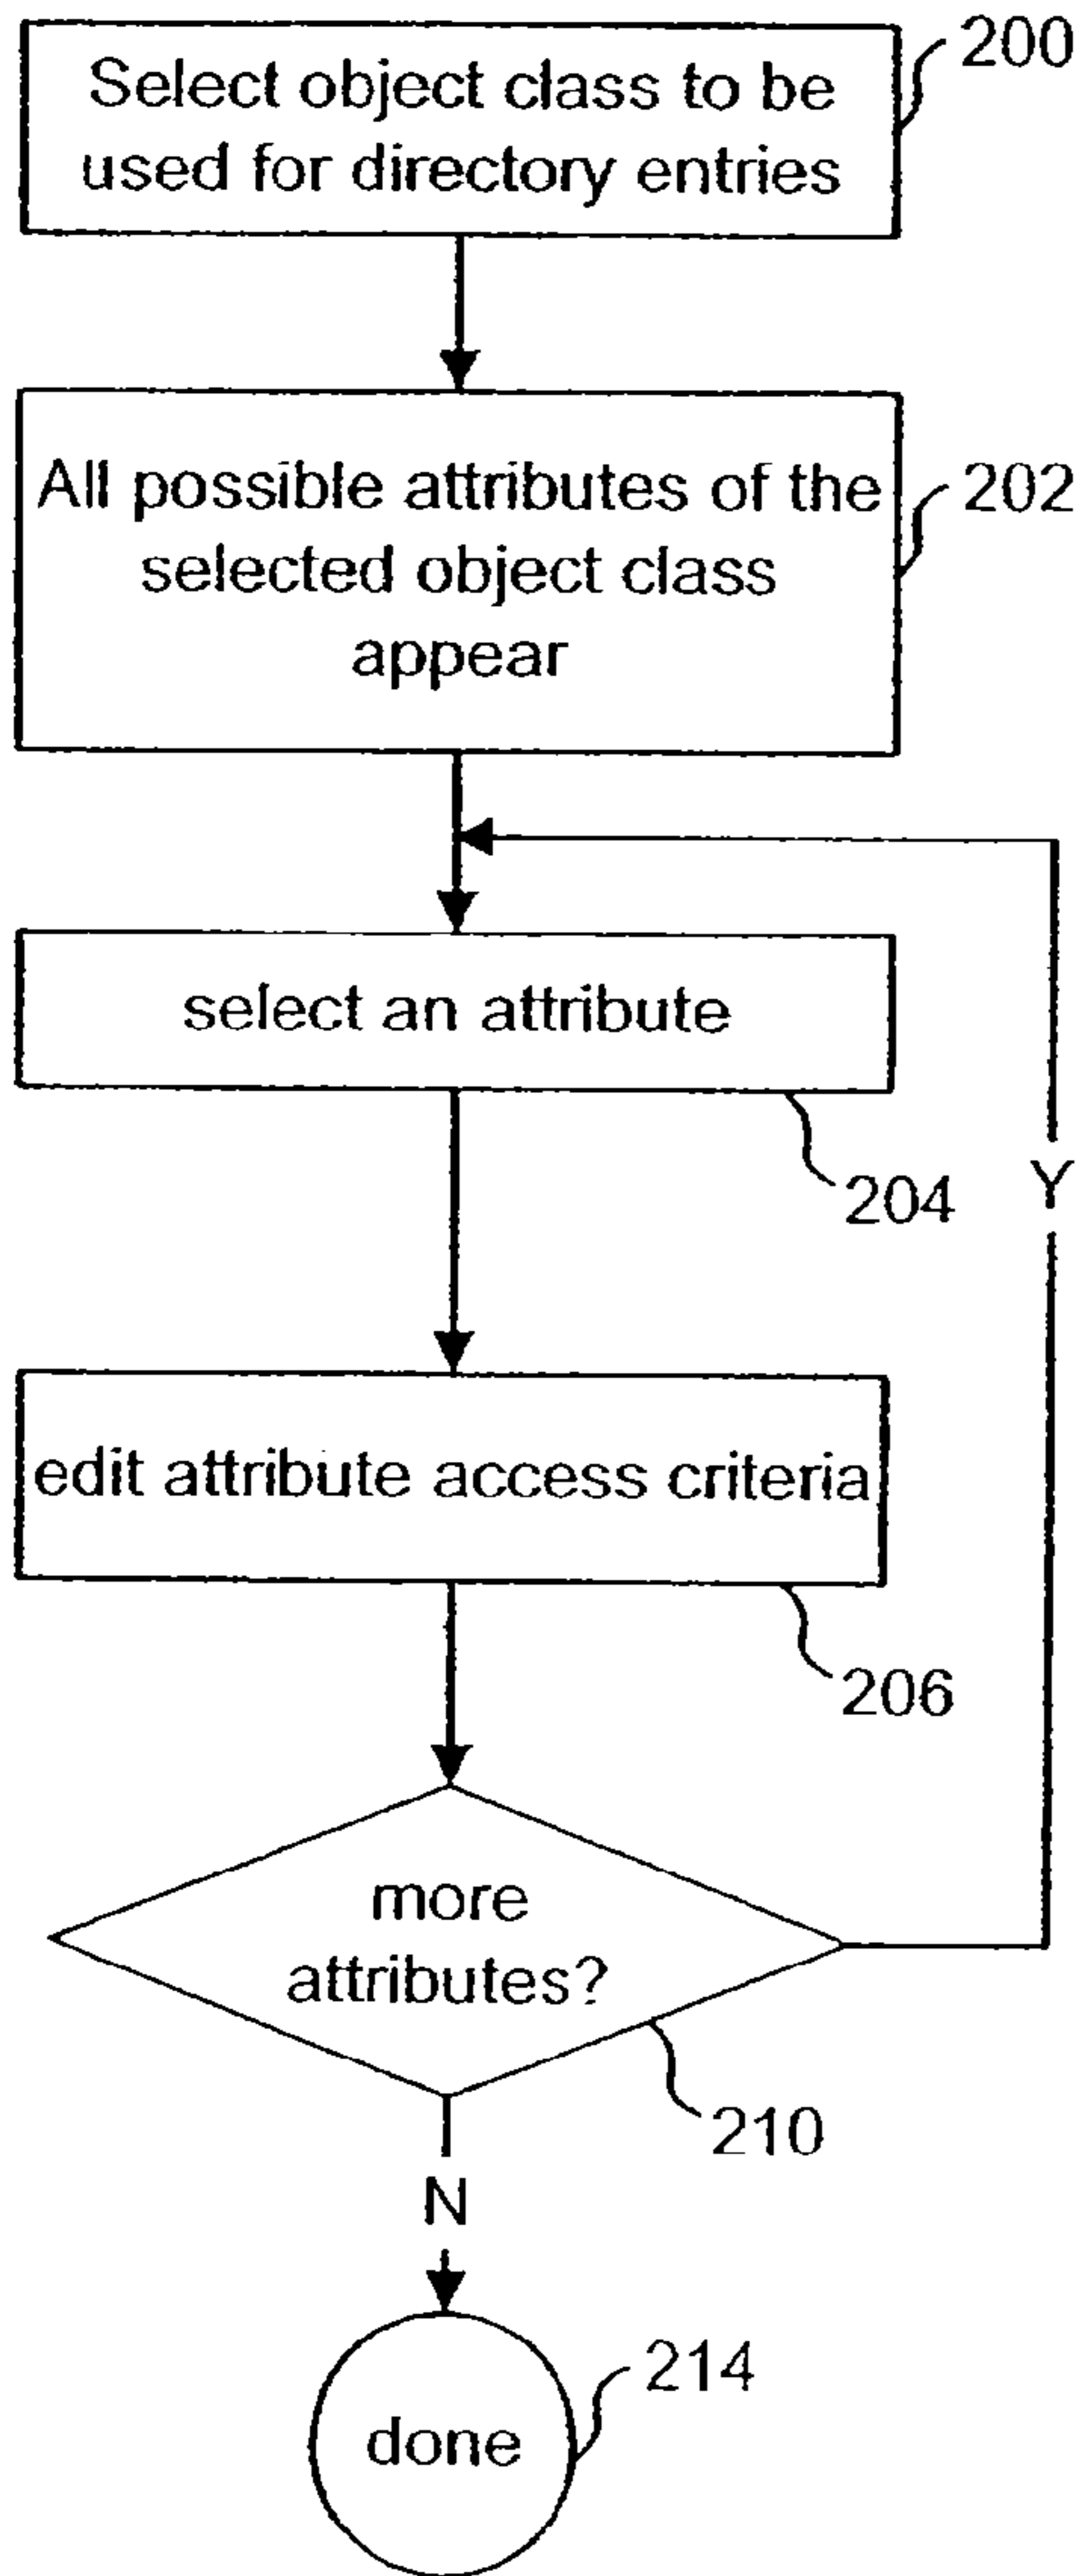 200
Select object class to be
used for directory entries
202
All possible attributes of the
selected object class
appear
select an attribute
204
Y
edit attribute access criteria
206
more
attributes?
210
N
214
done